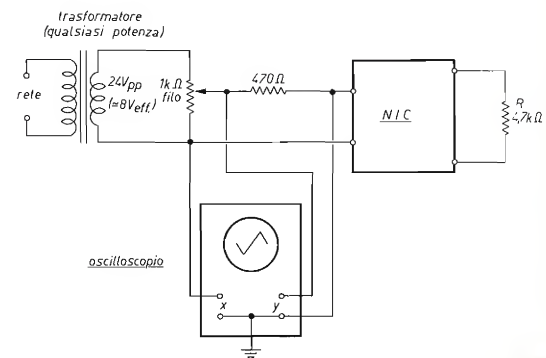 trasformatore
(qualsiasi potenza)
rete
24Vpp
(≃8Veff.)
1kΩ
filo
470Ω
NIC
R
4,7kΩ
oscilloscopio
x
y